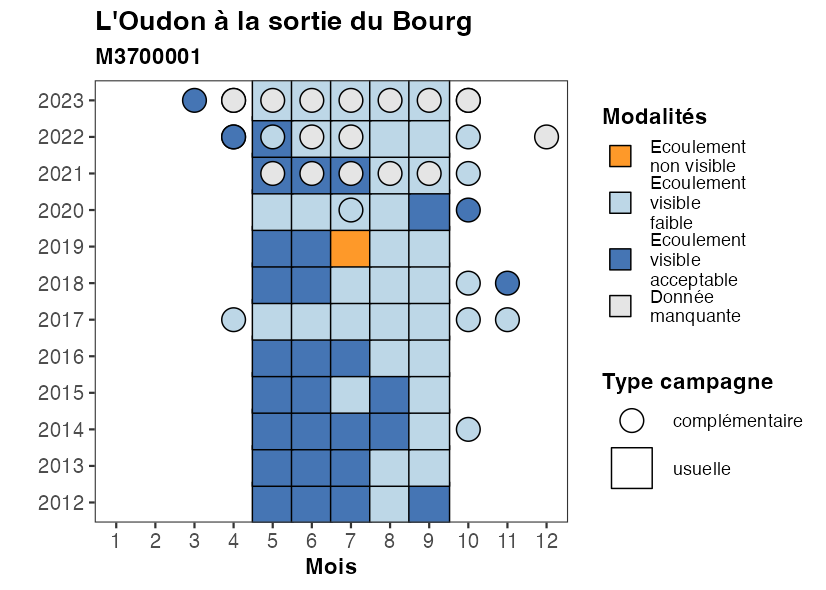 L'Oudon à la sortie du Bourg
M3700001
2023
2022
2021
2020
2019
2018
2017
2016
2015
2014
2013
2012
1 2 3 4 5 6 7 8 9 10 11 12
Mois
Modalités
Ecoulement
non visible
Ecoulement
visible
faible
Ecoulement
visible
acceptable
Donnée
manquante
Type campagne
complémentaire
usuelle